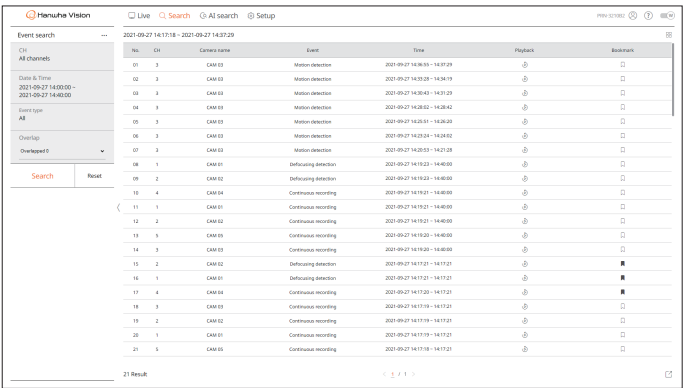 Hanwha Vision
Live Search AI search Setup
PRN-3210B2
Event search ...
2021-09-27 14:17:18 ~ 2021-09-27 14:37:29
CH
All channels
Date & Time
2021-09-27 14:00:00 ~
2021-09-27 14:40:00
Event type
All
Overlap
Overlapped 0
Search Reset
No. CH Camera name Event Time Playback Bookmark
01 3 CAM 03 Motion detection 2021-09-27 14:36:55 ~ 14:37:29
02 3 CAM 03 Motion detection 2021-09-27 14:33:28 ~ 14:34:19
03 3 CAM 03 Motion detection 2021-09-27 14:30:43 ~ 14:31:29
04 3 CAM 03 Motion detection 2021-09-27 14:28:02 ~ 14:28:42
05 3 CAM 03 Motion detection 2021-09-27 14:25:51 ~ 14:26:20
06 3 CAM 03 Motion detection 2021-09-27 14:23:24 ~ 14:24:02
07 3 CAM 03 Motion detection 2021-09-27 14:20:53 ~ 14:21:28
08 1 CAM 01 Defocusing detection 2021-09-27 14:19:23 ~ 14:40:00
09 2 CAM 02 Defocusing detection 2021-09-27 14:19:23 ~ 14:40:00
10 4 CAM 04 Continuous recording 2021-09-27 14:19:21 ~ 14:40:00
11 1 CAM 01 Continuous recording 2021-09-27 14:19:21 ~ 14:40:00
12 2 CAM 02 Continuous recording 2021-09-27 14:19:21 ~ 14:40:00
13 5 CAM 05 Continuous recording 2021-09-27 14:19:20 ~ 14:40:00
14 3 CAM 03 Continuous recording 2021-09-27 14:19:20 ~ 14:40:00
15 2 CAM 02 Defocusing detection 2021-09-27 14:17:21 ~ 14:17:21
16 1 CAM 01 Defocusing detection 2021-09-27 14:17:21 ~ 14:17:21
17 4 CAM 04 Continuous recording 2021-09-27 14:17:20 ~ 14:17:21
18 3 CAM 03 Continuous recording 2021-09-27 14:17:19 ~ 14:17:21
19 2 CAM 02 Continuous recording 2021-09-27 14:17:19 ~ 14:17:21
20 1 CAM 01 Continuous recording 2021-09-27 14:17:19 ~ 14:17:21
21 5 CAM 05 Continuous recording 2021-09-27 14:17:18 ~ 14:17:21
21 Result
< 1 / 1 >